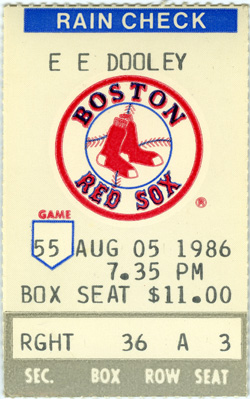 RAIN CHECK
E E DOOLEY
BOSTON
RED SOX
®
GAME
55 AUG 05 1986
7.35 PM
BOX SEAT $11.00
RGHT 36 A 3
SEC. BOX ROW SEAT